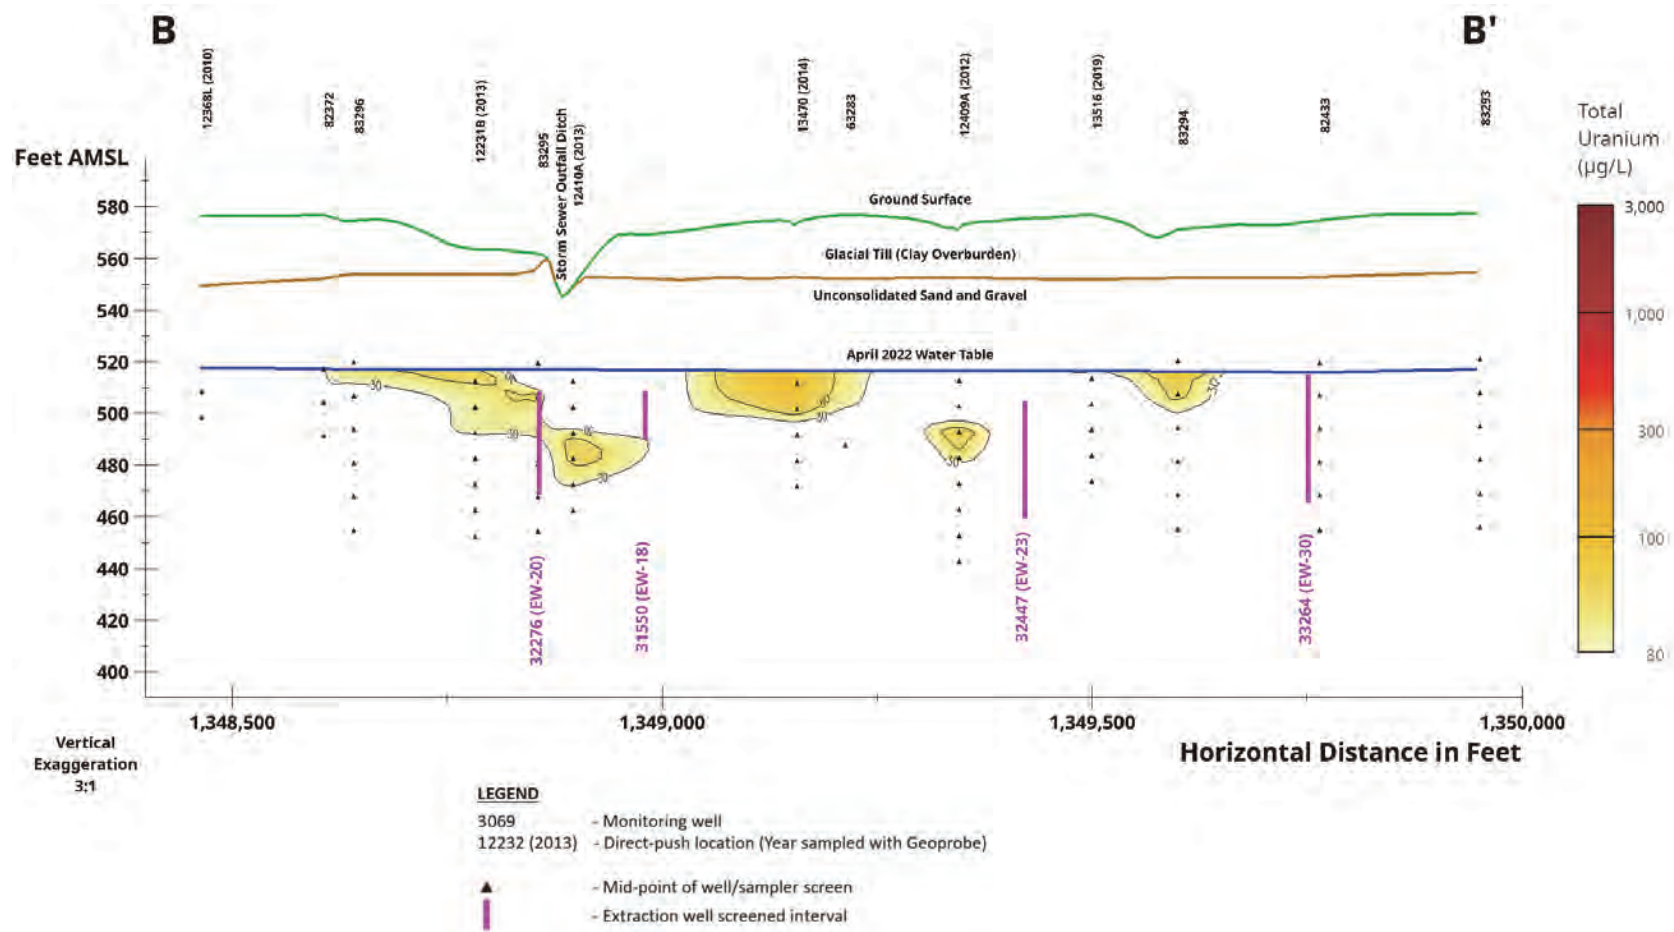 B
B'
12368L (2010)
82372
83296
12231B (2013)
83295
Storm Sewer Outfall Ditch
12410A (2013)
13470 (2014)
63283
12409A (2012)
13516 (2019)
83294
82433
83293
Feet AMSL
580
560
540
520
500
480
460
440
420
400
Ground Surface
Glacial Till (Clay Overburden)
Unconsolidated Sand and Gravel
April 2022 Water Table
30
30
30
30
50
32276 (EW-20)
31550 (EW-18)
32447 (EW-23)
33264 (EW-30)
1,348,500
1,349,000
1,349,500
1,350,000
Horizontal Distance in Feet
Vertical
Exaggeration
3:1
Total
Uranium
(µg/L)
3,000
1,000
300
100
80
LEGEND
3069 - Monitoring well
12232 (2013) - Direct-push location (Year sampled with Geoprobe)
- Mid-point of well/sampler screen
- Extraction well screened interval